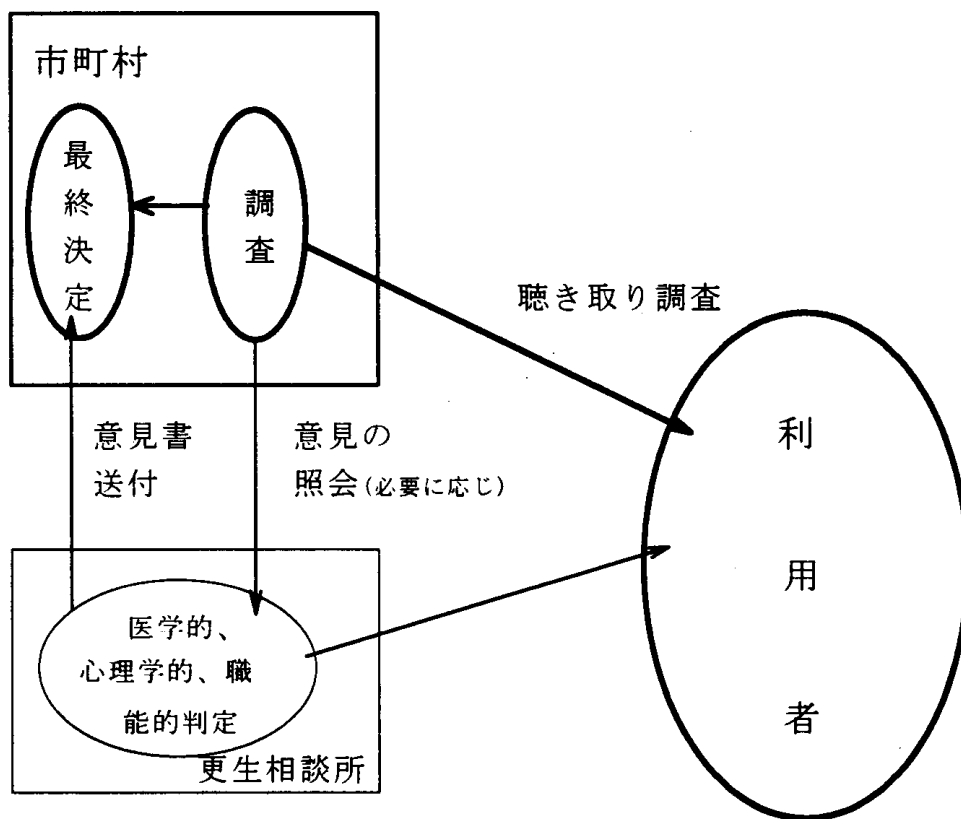 市町村
最終決定
調査
聴き取り調査
意見書
送付
意見の
照会(必要に応じ)
利用者
医学的、
心理学的、職
能的判定
更生相談所